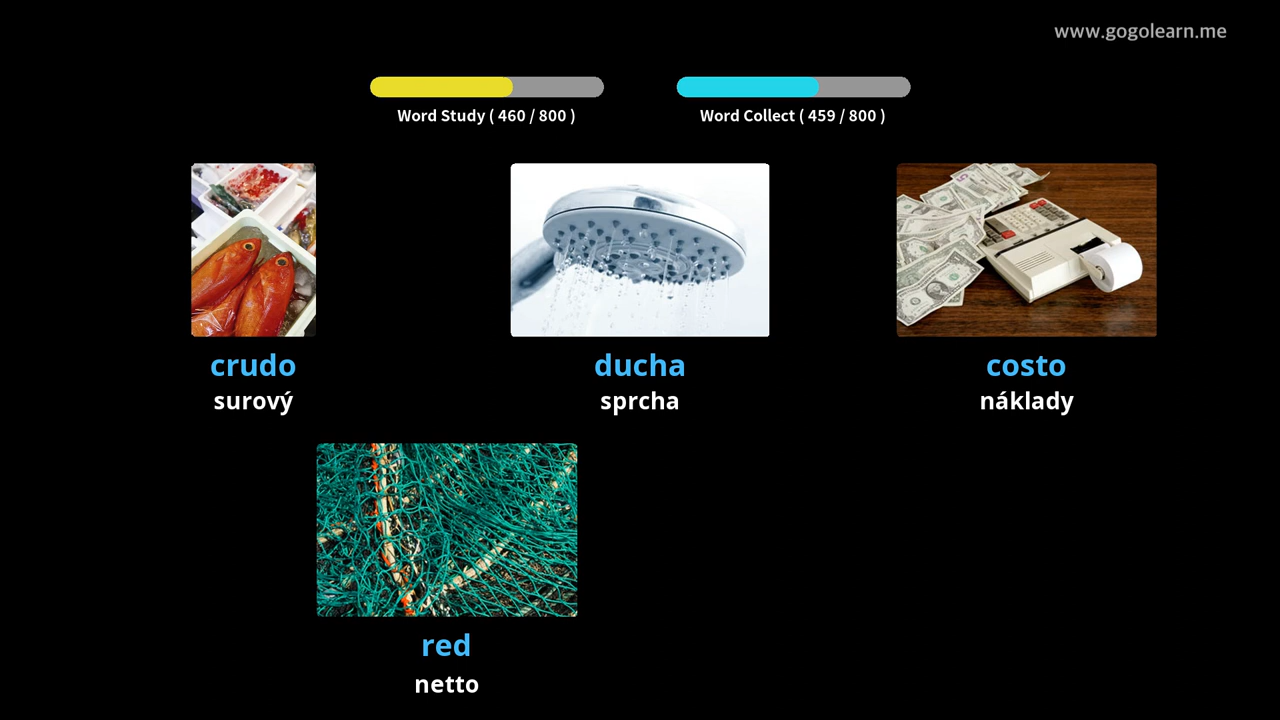 www.gogolearn.me
Word Study ( 460 / 800 )
Word Collect ( 459 / 800 )
crudo
surový
ducha
sprcha
costo
náklady
red
netto